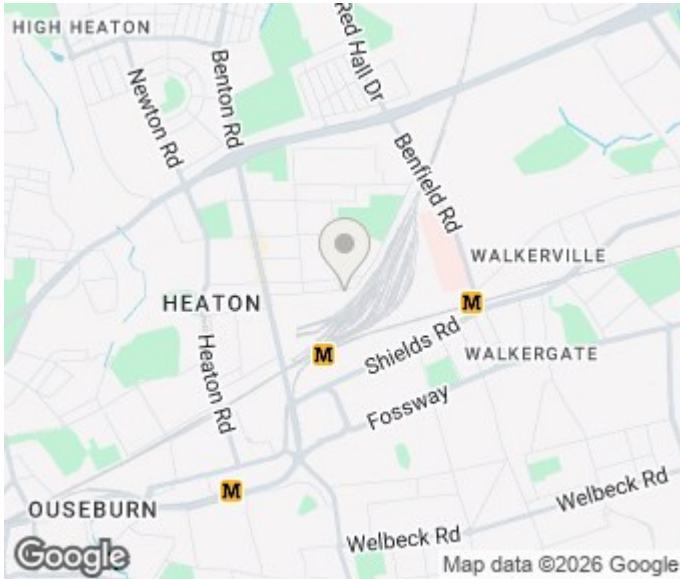 HIGH HEATON
Newton Rd
Benton Rd
Red Hall Dr
Benfield Rd
WALKERVILLE
HEATON
M
M
Shields Rd
WALKERGATE
Heaton Rd
Fossway
M
OUSEBURN
Welbeck Rd
Welbeck Rd
Google
Map data ©2026 Google